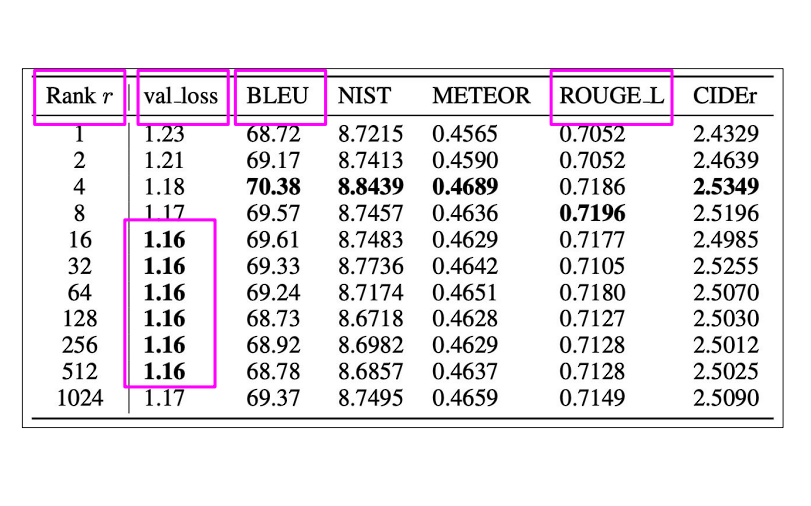 Rank r val_loss BLEU NIST METEOR ROUGE_L CIDEr
1 1.23 68.72 8.7215 0.4565 0.7052 2.4329
2 1.21 69.17 8.7413 0.4590 0.7052 2.4639
4 1.18 70.38 8.8439 0.4689 0.7186 2.5349
8 1.17 69.57 8.7457 0.4636 0.7196 2.5196
16 1.16 69.61 8.7483 0.4629 0.7177 2.4985
32 1.16 69.33 8.7736 0.4642 0.7105 2.5255
64 1.16 69.24 8.7174 0.4651 0.7180 2.5070
128 1.16 68.73 8.6718 0.4628 0.7127 2.5030
256 1.16 68.92 8.6982 0.4629 0.7128 2.5012
512 1.16 68.78 8.6857 0.4637 0.7128 2.5025
1024 1.17 69.37 8.7495 0.4659 0.7149 2.5090